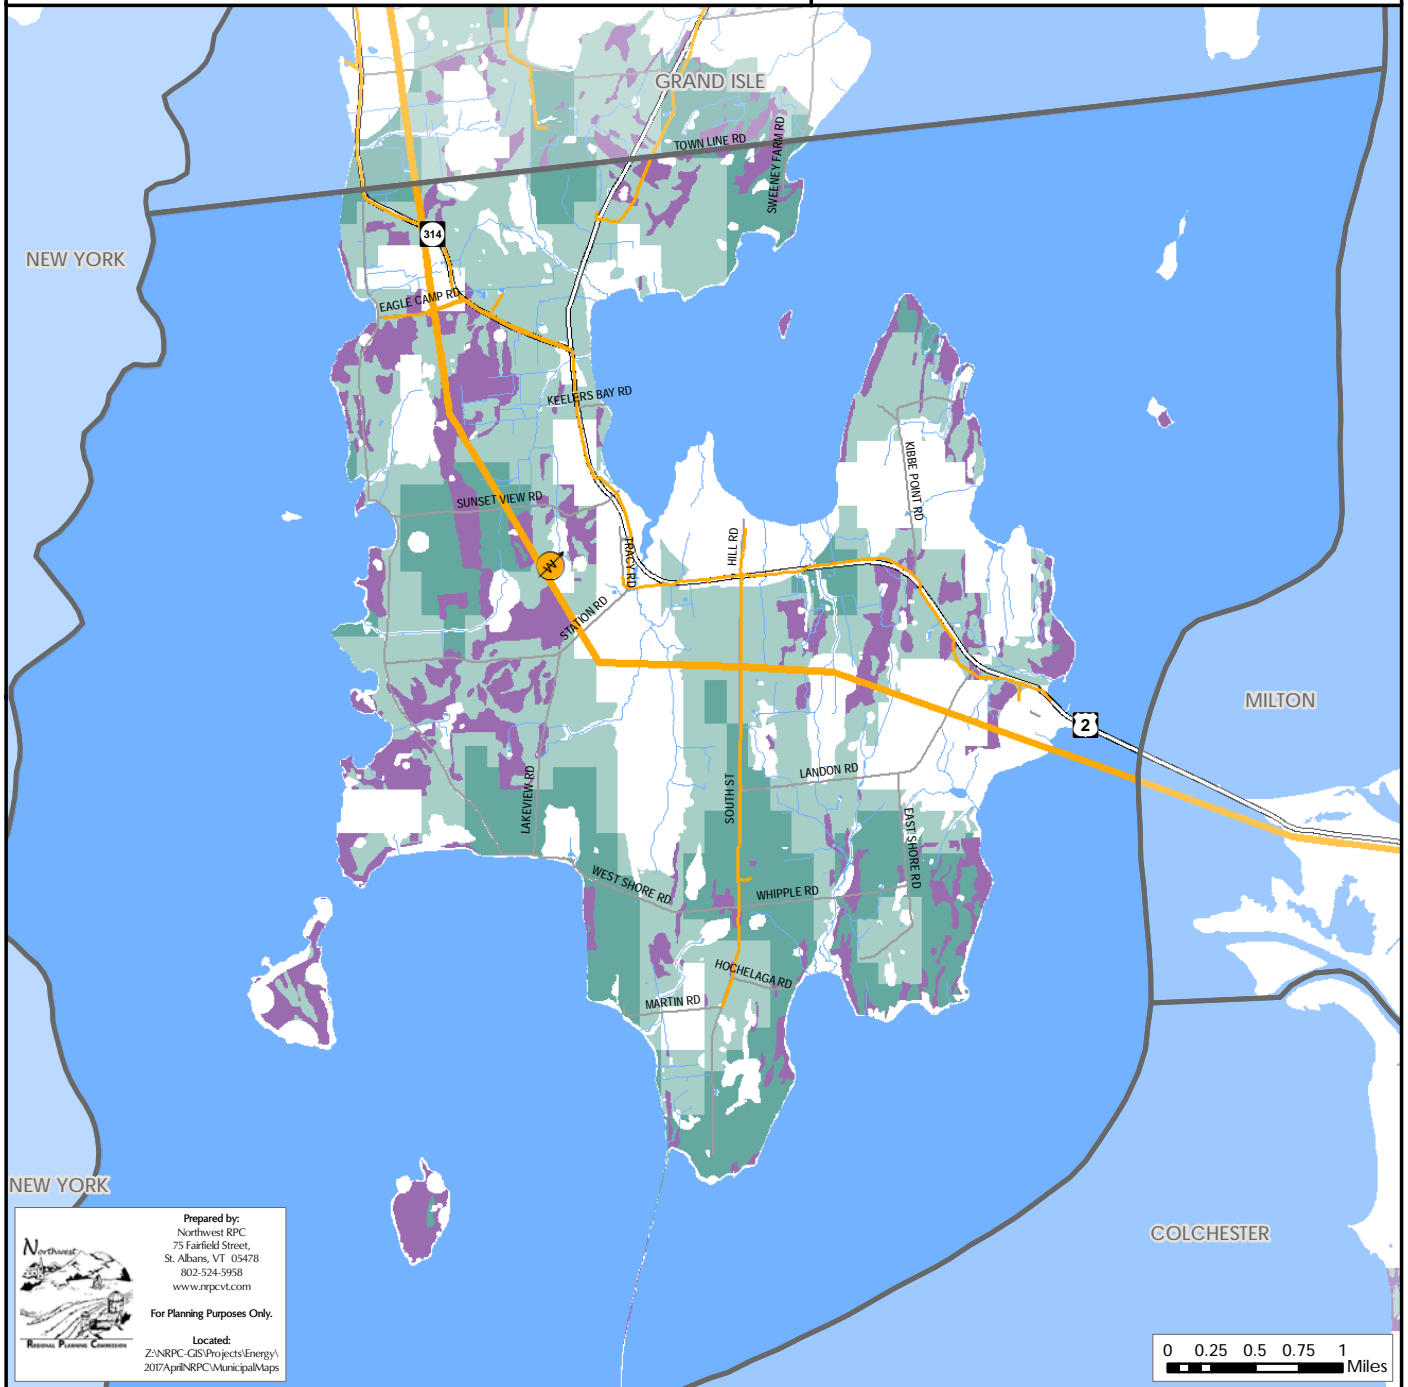 GRAND ISLE
TOWN LINE RD
SWEENEY FARM RD
314
NEW YORK
EAGLE CAMP RD
KEELERS BAY RD
KIBBE POINT RD
SUNSET VIEW RD
HILL RD
TRACY RD
W
STATION RD
MILTON
2
LANDON RD
LAKEVIEW RD
SOUTH ST
EAST SHORE RD
WEST SHORE RD
WHIPPLE RD
HOCHELAGA RD
MARTIN RD
NEW YORK
COLCHESTER
Northwest
REGIONAL PLANNING COMMISSION
Prepared by:
Northwest RPC
75 Fairfield Street,
St. Albans, VT 05478
802-524-5958
www.nrpcvt.com
For Planning Purposes Only.
Located:
Z:\NRPC-GIS\Projects\Energy\
2017AprilNRPC\MunicipalMaps
0 0.25 0.5 0.75 1
Miles